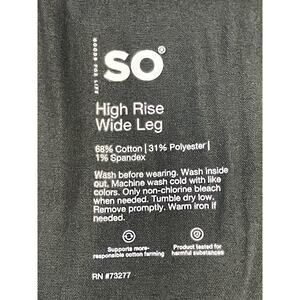 MOODS FOR LIFE
SO®
High Rise
Wide Leg
68% Cotton | 31% Polyester |
1% Spandex
Wash before wearing. Wash inside
out. Machine wash cold with like
colors. Only non-chlorine bleach
when needed. Tumble dry low.
Remove promptly. Warm iron if
needed.
Supports more-
responsible cotton farming
Product tested for
harmful substances
RN #73277